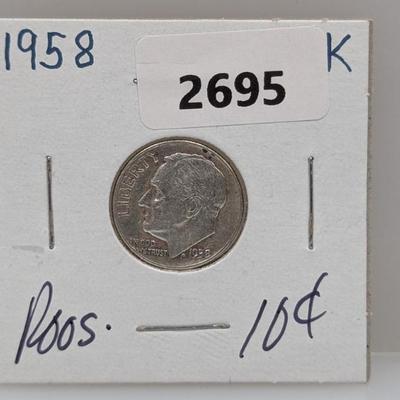 1958 K
2695
LIBERTY
IN GOD
WE TRUST 1958
Roos. 10¢